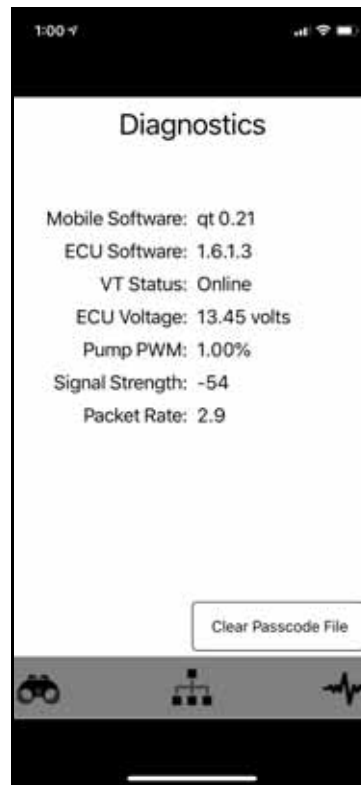 1:00
Diagnostics
Mobile Software: qt 0.21
ECU Software: 1.6.1.3
VT Status: Online
ECU Voltage: 13.45 volts
Pump PWM: 1.00%
Signal Strength: -54
Packet Rate: 2.9
Clear Passcode File